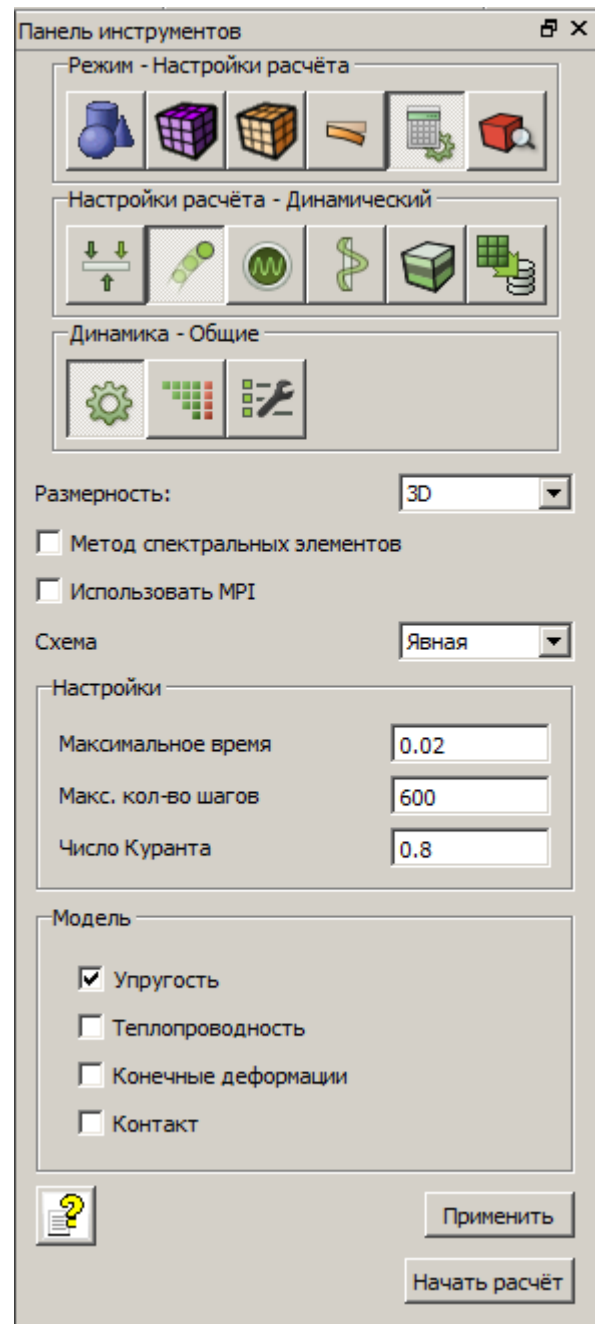 Панель инструментов
Режим - Настройки расчёта
Настройки расчёта - Динамический
Динамика - Общие
Размерность: 3D
Метод спектральных элементов
Использовать MPI
Схема Явная
Настройки
Максимальное время 0.02
Макс. кол-во шагов 600
Число Куранта 0.8
Модель
Упругость
Теплопроводность
Конечные деформации
Контакт
Применить
Начать расчёт